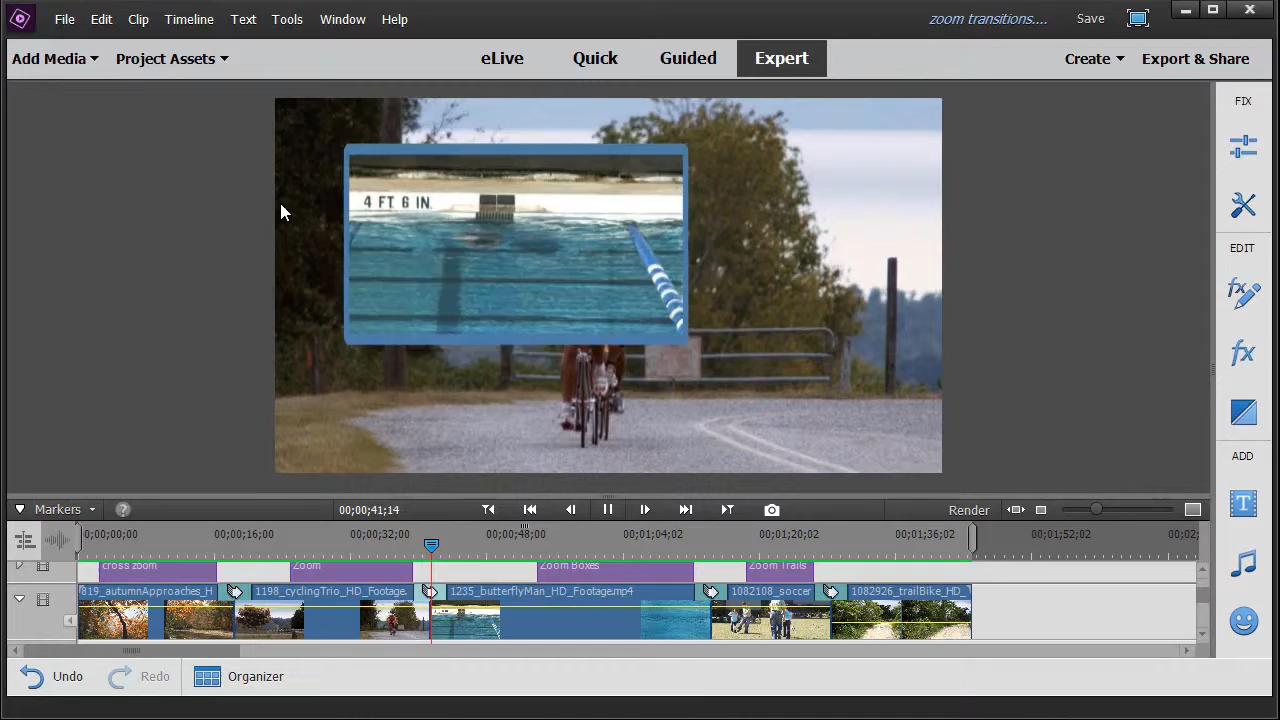 File Edit Clip Timeline Text Tools Window Help zoom transitions.... Save
Add Media Project Assets eLive Quick Guided Expert Create Export & Share
FIX
4 FT. 6 IN.
EDIT
fx
ADD
T
Markers ? 00;00;41;14 Render
0;00;00;00 00;00;16;00 00;00;32;00 00;00;48;00 00;01;04;02 00;01;20;02 00;01;36;02 00;01;52;02 00;02;
cross zoom Zoom Zoom Boxes Zoom Trails
819_autumnApproaches_H 1198_cyclingTrio_HD_Footage. 1235_butterflyMan_HD_Footage.mp4 1082108_soccer 1082926_trailBike_HD_
Undo Redo Organizer